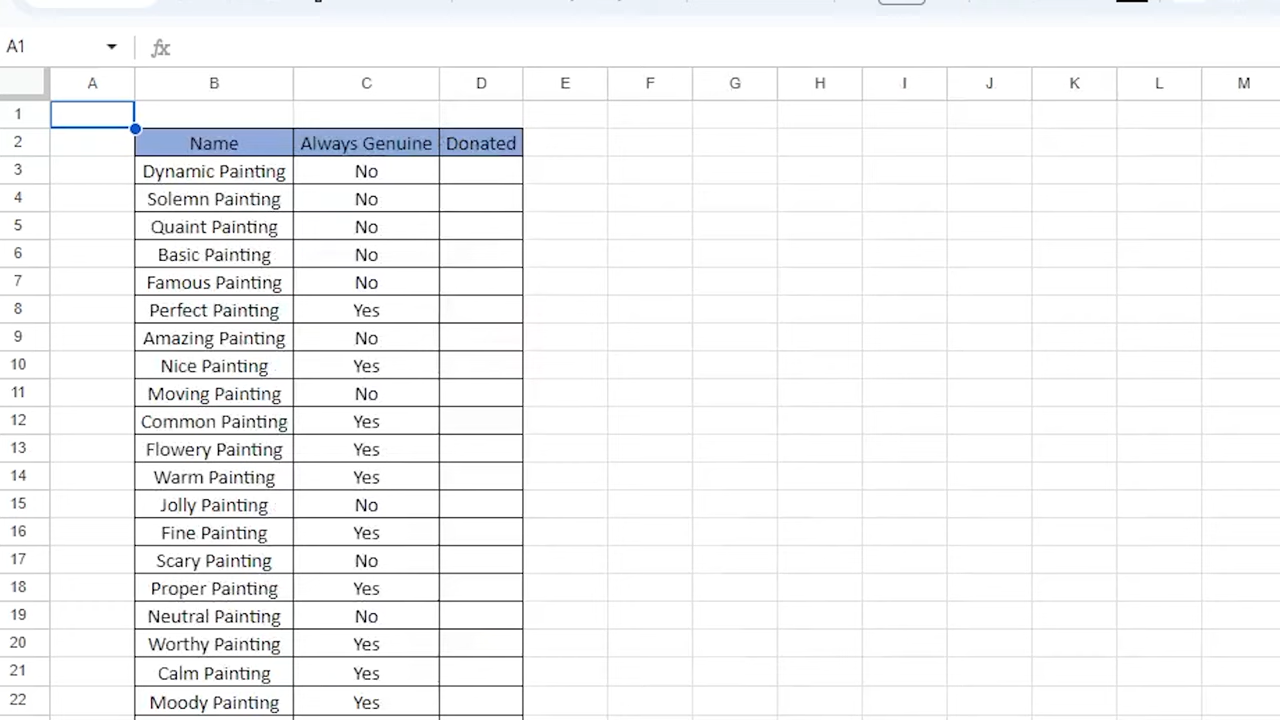 A1
fx
A B C D E F G H I J K L M
1
2 Name Always Genuine Donated
3 Dynamic Painting No
4 Solemn Painting No
5 Quaint Painting No
6 Basic Painting No
7 Famous Painting No
8 Perfect Painting Yes
9 Amazing Painting No
10 Nice Painting Yes
11 Moving Painting No
12 Common Painting Yes
13 Flowery Painting Yes
14 Warm Painting Yes
15 Jolly Painting No
16 Fine Painting Yes
17 Scary Painting No
18 Proper Painting Yes
19 Neutral Painting No
20 Worthy Painting Yes
21 Calm Painting Yes
22 Moody Painting Yes